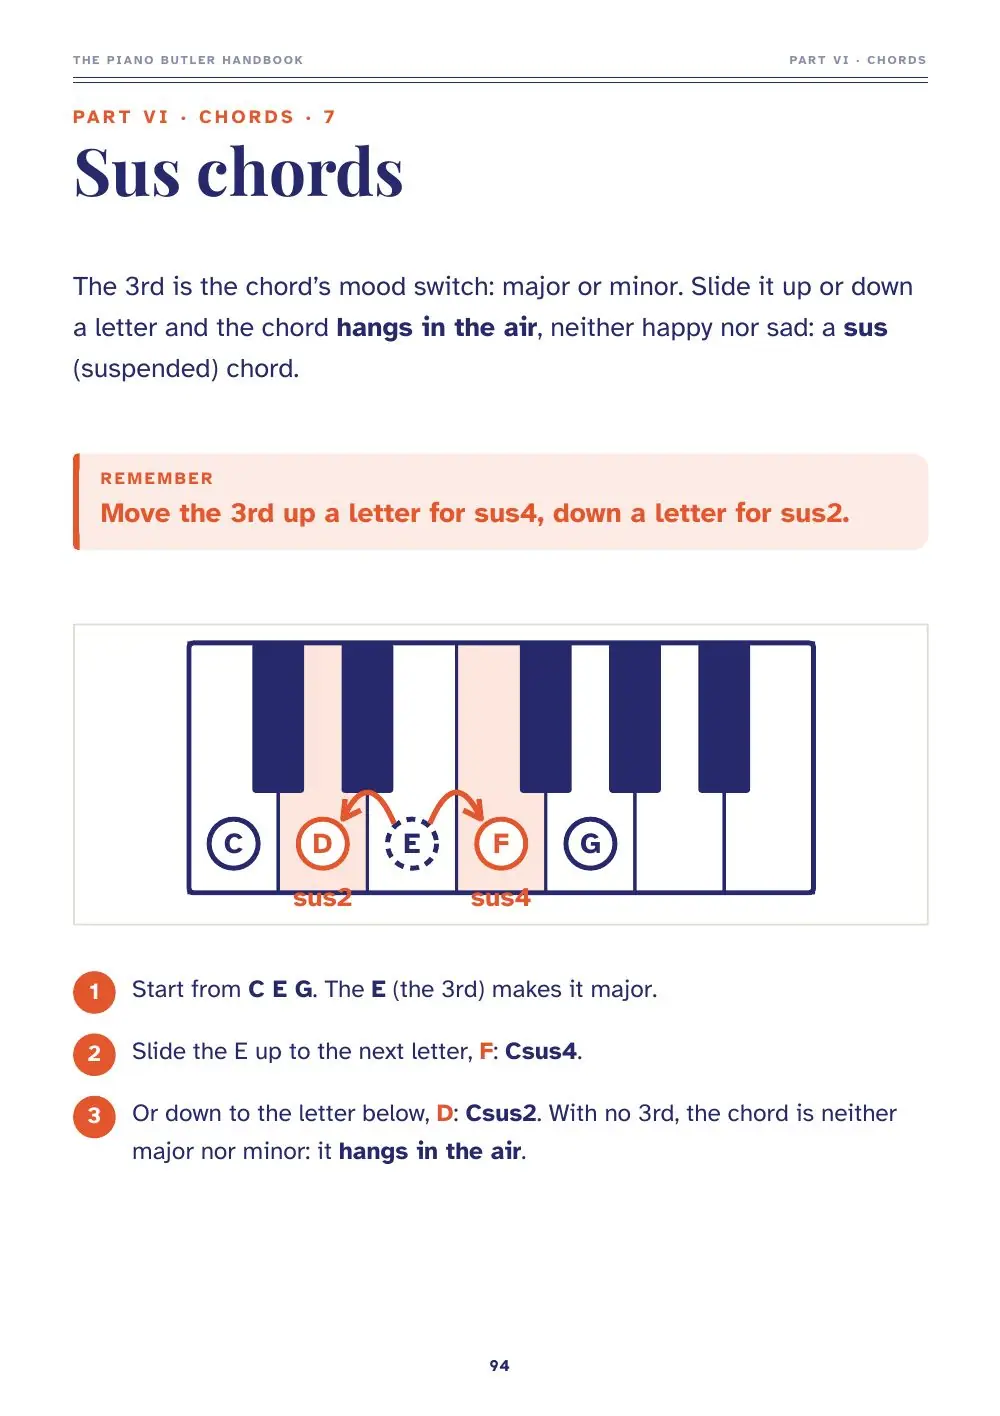 THE PIANO BUTLER HANDBOOK
PART VI · CHORDS
PART VI · CHORDS · 7
Sus chords
The 3rd is the chord’s mood switch: major or minor. Slide it up or down
a letter and the chord hangs in the air, neither happy nor sad: a sus
(suspended) chord.
REMEMBER
Move the 3rd up a letter for sus4, down a letter for sus2.
C D E F G
sus2 sus4
1 Start from C E G. The E (the 3rd) makes it major.
2 Slide the E up to the next letter, F: Csus4.
3 Or down to the letter below, D: Csus2. With no 3rd, the chord is neither
major nor minor: it hangs in the air.
94